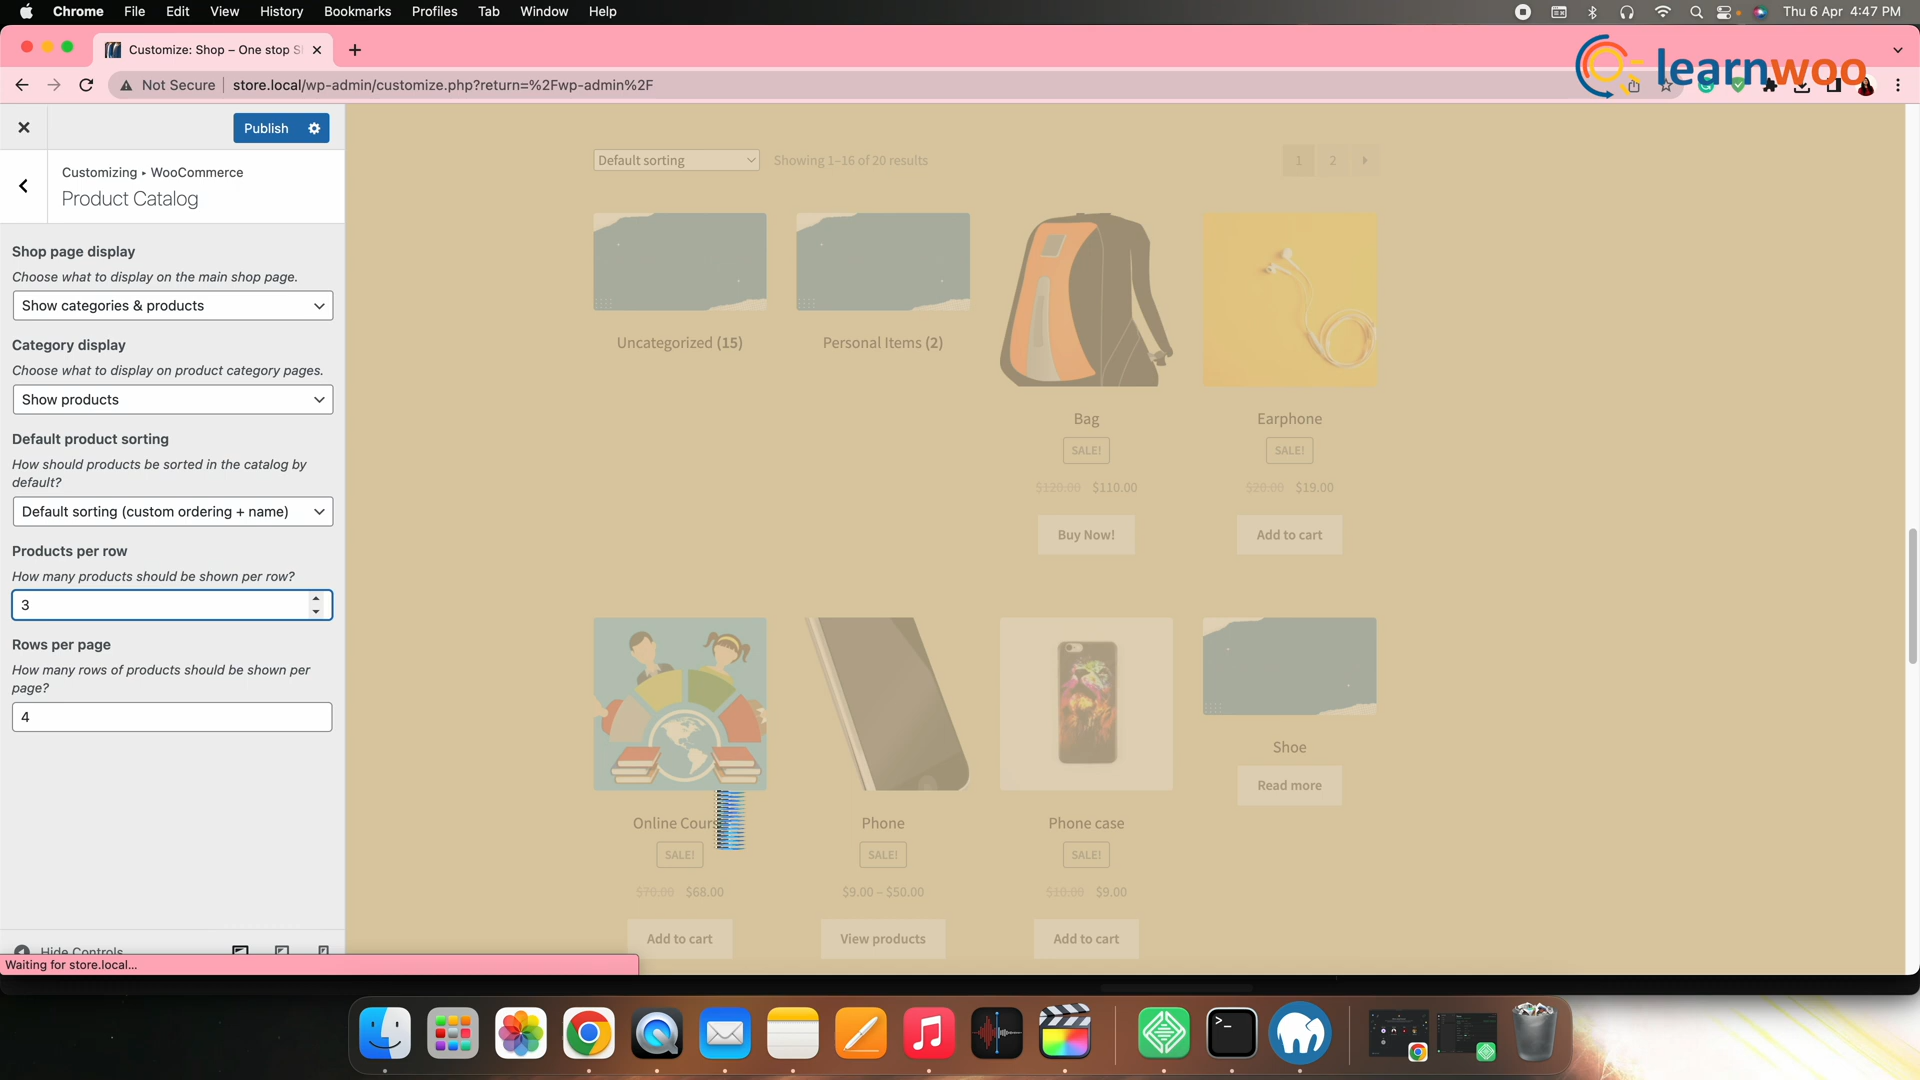 Chrome File Edit View History Bookmarks Profiles Tab Window Help
Thu 6 Apr 4:47 PM
Customize: Shop – One stop S
learnwoo
Not Secure store.local/wp-admin/customize.php?return=%2Fwp-admin%2F
Publish
Customizing ▸ WooCommerce
Product Catalog
Shop page display
Choose what to display on the main shop page.
Show categories & products
Category display
Choose what to display on product category pages.
Show products
Default product sorting
How should products be sorted in the catalog by
default?
Default sorting (custom ordering + name)
Products per row
How many products should be shown per row?
3
Rows per page
How many rows of products should be shown per
page?
4
Hide Controls
Waiting for store.local...
Default sorting Showing 1–16 of 20 results 1 2
Uncategorized (15) Personal Items (2)
Bag Earphone
SALE! SALE!
$120.00 $110.00 $20.00 $19.00
Buy Now! Add to cart
Shoe
Read more
Online Cours Phone Phone case
SALE! SALE! SALE!
$70.00 $68.00 $9.00 – $50.00 $10.00 $9.00
Add to cart View products Add to cart